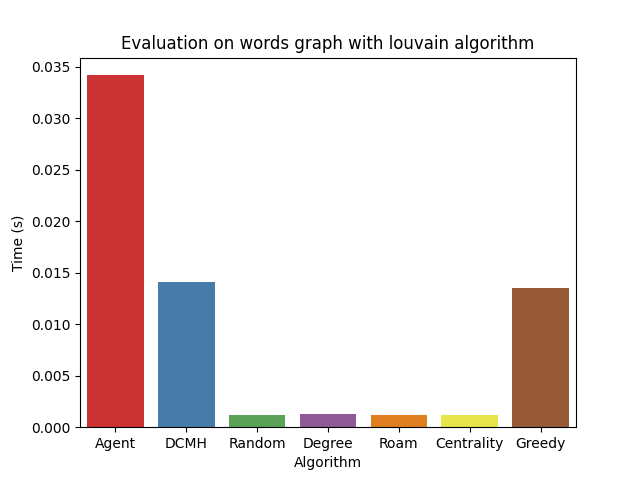 Evaluation on words graph with louvain algorithm
Time (s)
0.035
0.030
0.025
0.020
0.015
0.010
0.005
0.000
Agent DCMH Random Degree Roam Centrality Greedy
Algorithm